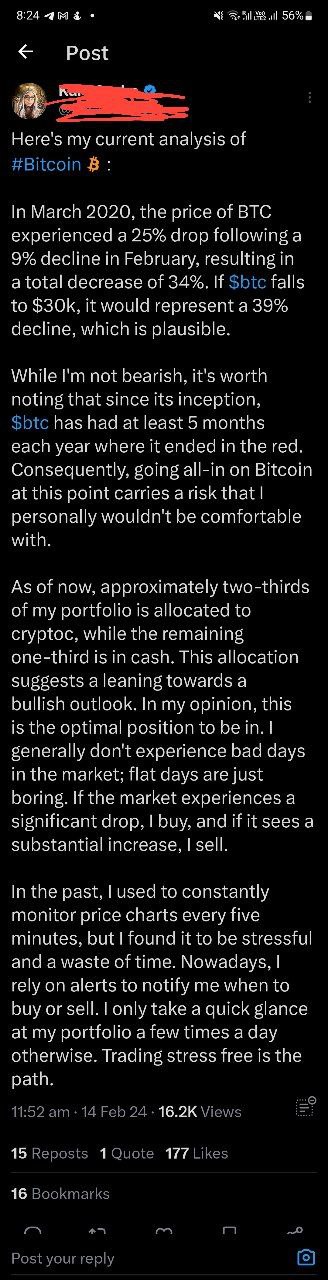 8:24
56%
Post
Here's my current analysis of
#Bitcoin :
In March 2020, the price of BTC
experienced a 25% drop following a
9% decline in February, resulting in
a total decrease of 34%. If $btc falls
to $30k, it would represent a 39%
decline, which is plausible.
While I'm not bearish, it's worth
noting that since its inception,
$btc has had at least 5 months
each year where it ended in the red.
Consequently, going all-in on Bitcoin
at this point carries a risk that I
personally wouldn't be comfortable
with.
As of now, approximately two-thirds
of my portfolio is allocated to
cryptoc, while the remaining
one-third is in cash. This allocation
suggests a leaning towards a
bullish outlook. In my opinion, this
is the optimal position to be in. I
generally don't experience bad days
in the market; flat days are just
boring. If the market experiences a
significant drop, I buy, and if it sees a
substantial increase, I sell.
In the past, I used to constantly
monitor price charts every five
minutes, but I found it to be stressful
and a waste of time. Nowadays, I
rely on alerts to notify me when to
buy or sell. I only take a quick glance
at my portfolio a few times a day
otherwise. Trading stress free is the
path.
11:52 am · 14 Feb 24 · 16.2K Views
15 Reposts 1 Quote 177 Likes
16 Bookmarks
Post your reply